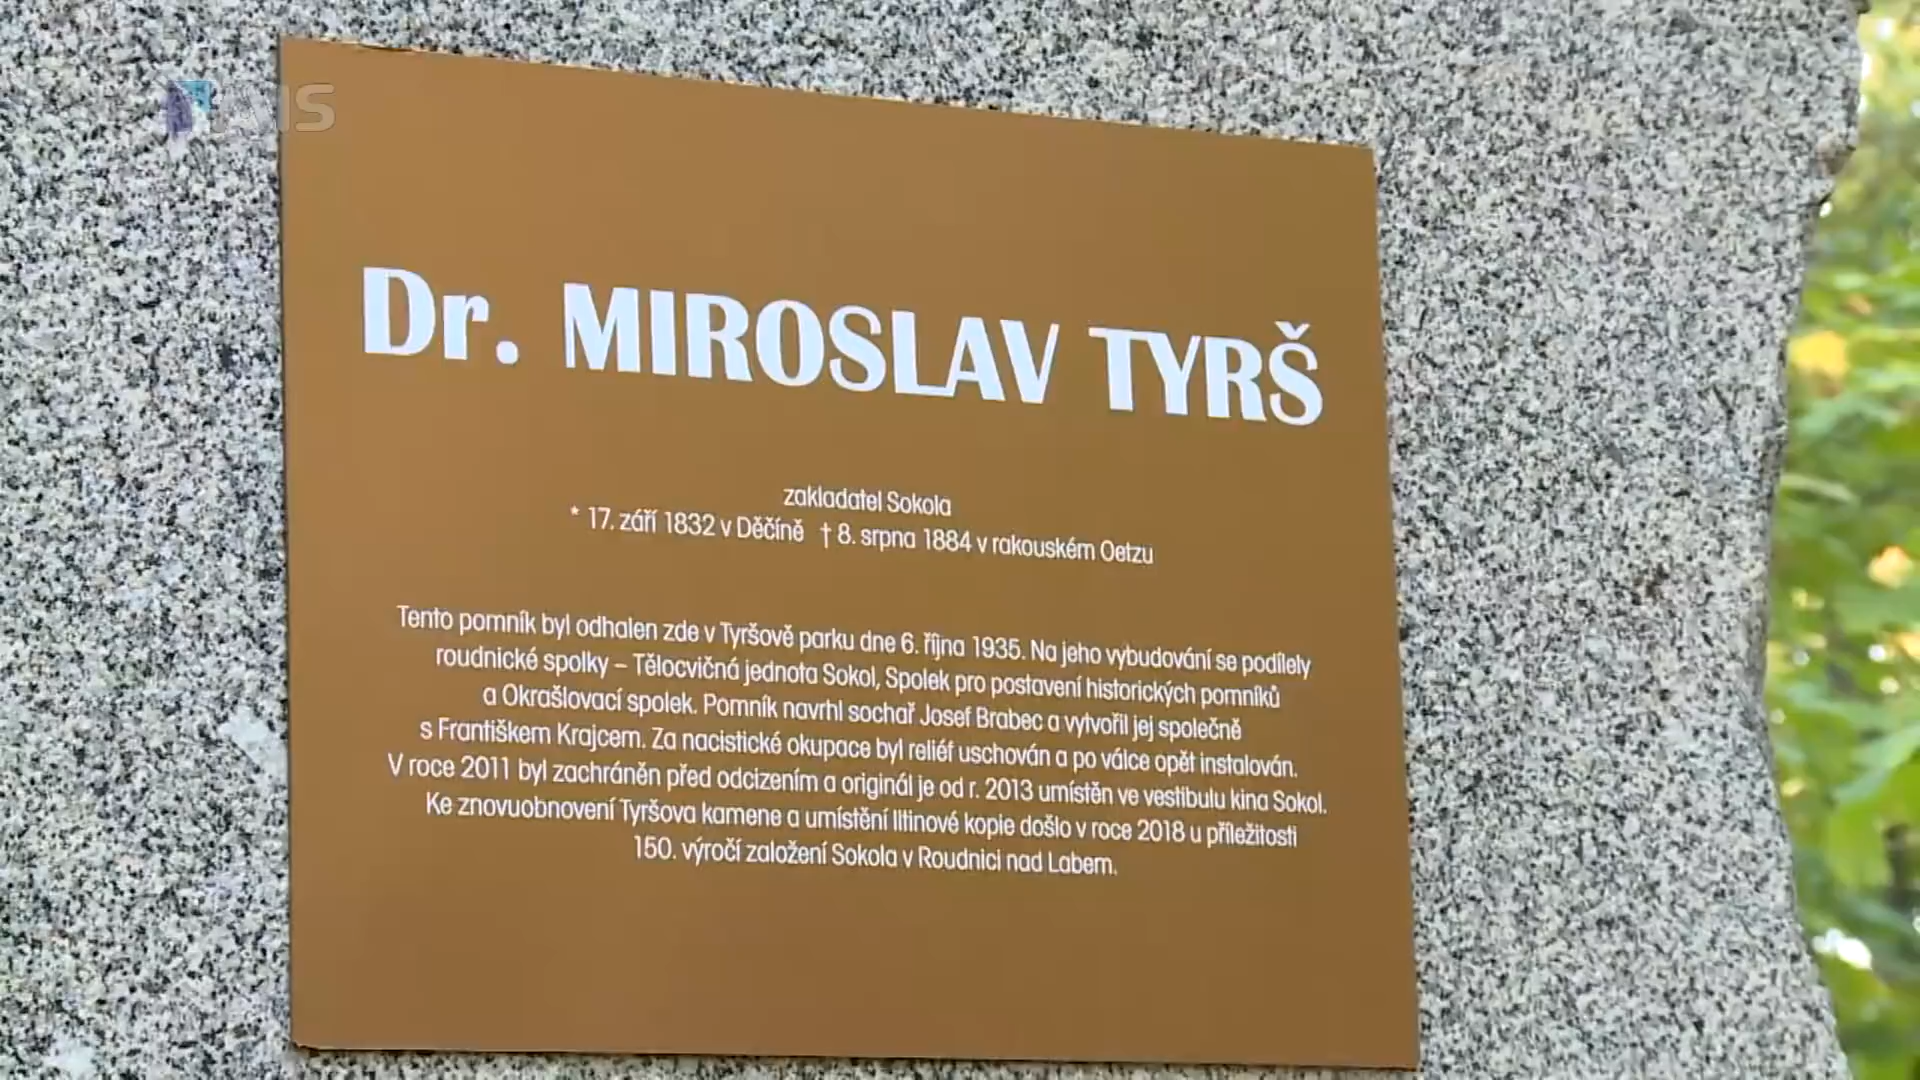 TAIS
Dr. MIROSLAV TYRŠ
zakladatel Sokola
* 17. září 1832 v Děčíně † 8. srpna 1884 v rakouském Oetzu
Tento pomník byl odhalen zde v Tyršově parku dne 6. října 1935. Na jeho vybudování se podílely
roudnické spolky – Tělocvičná jednota Sokol, Spolek pro postavení historických pomníků
a Okrašlovací spolek. Pomník navrhl sochař Josef Brabec a vytvořil jej společně
s Františkem Krajcem. Za nacistické okupace byl reliéf uschován a po válce opět instalován.
V roce 2011 byl zachráněn před odcizením a originál je od r. 2013 umístěn ve vestibulu kina Sokol.
Ke znovuobnovení Tyršova kamene a umístění litinové kopie došlo v roce 2018 u příležitosti
150. výročí založení Sokola v Roudnici nad Labem.